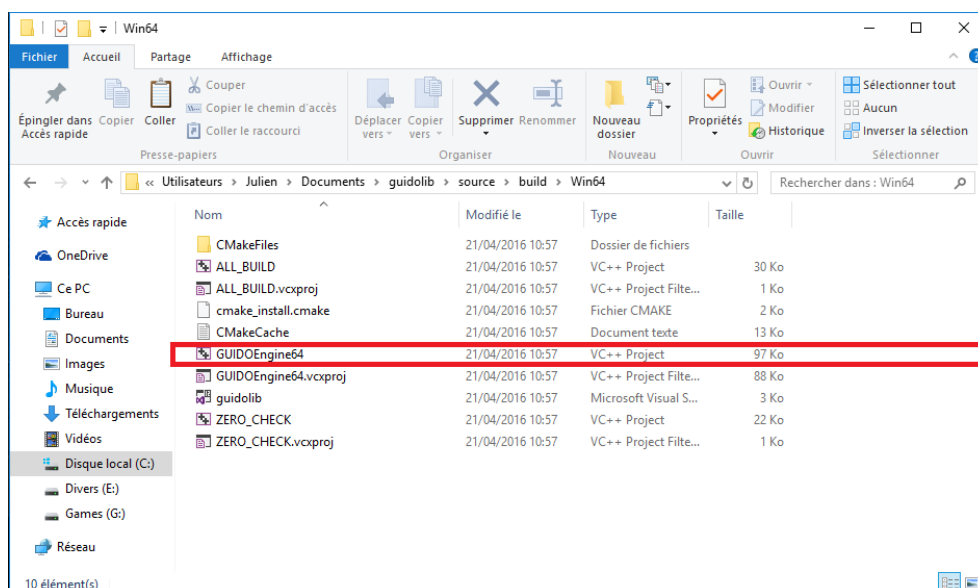 Win64
Fichier Accueil Partage Affichage
Épingler dans Accès rapide
Copier
Coller
Couper
Copier le chemin d'accès
Coller le raccourci
Presse-papiers
Déplacer vers
Copier vers
Supprimer
Renommer
Organiser
Nouveau dossier
Nouveau
Propriétés
Ouvrir
Modifier
Historique
Ouvrir
Sélectionner tout
Aucun
Inverser la sélection
Sélectionner
« Utilisateurs > Julien > Documents > guidolib > source > build > Win64
Rechercher dans : Win64
Accès rapide
OneDrive
Ce PC
Bureau
Documents
Images
Musique
Téléchargements
Vidéos
Disque local (C:)
Divers (E:)
Games (G:)
Réseau
Nom Modifié le Type Taille
CMakeFiles 21/04/2016 10:57 Dossier de fichiers
ALL_BUILD 21/04/2016 10:57 VC++ Project 30 Ko
ALL_BUILD.vcxproj 21/04/2016 10:57 VC++ Project Filte... 1 Ko
cmake_install.cmake 21/04/2016 10:57 Fichier CMAKE 2 Ko
CMakeCache 21/04/2016 10:57 Document texte 13 Ko
GUIDOEngine64 21/04/2016 10:57 VC++ Project 97 Ko
GUIDOEngine64.vcxproj 21/04/2016 10:57 VC++ Project Filte... 88 Ko
guidolib 21/04/2016 10:57 Microsoft Visual S... 3 Ko
ZERO_CHECK 21/04/2016 10:57 VC++ Project 22 Ko
ZERO_CHECK.vcxproj 21/04/2016 10:57 VC++ Project Filte... 1 Ko
10 élément(s)